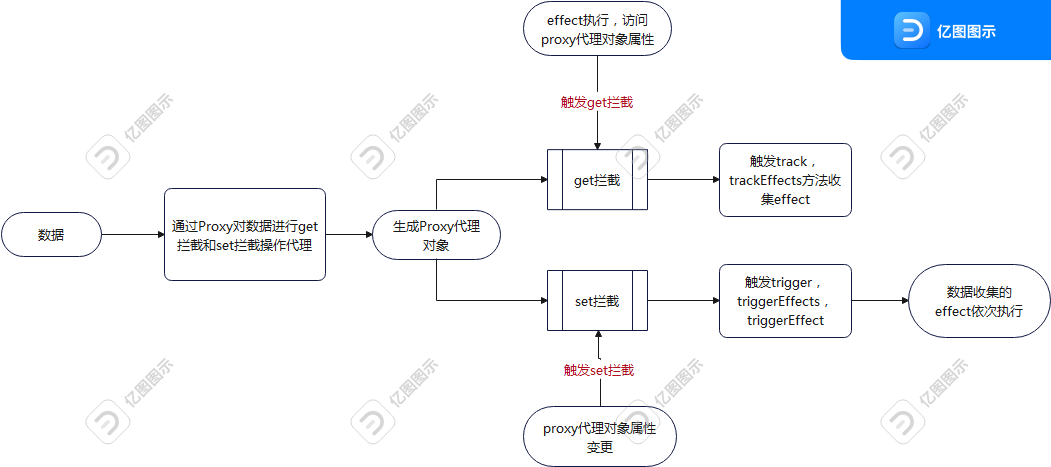 effect执行，访问
proxy代理对象属性
亿图图示
触发get拦截
亿图图示
亿图图示
亿图图示
亿图图示
get拦截
触发track，
trackEffects方法收
集effect
数据
通过Proxy对数据进行get
拦截和set拦截操作代理
生成Proxy代理
对象
set拦截
触发trigger，
triggerEffects，
triggerEffect
数据收集的
effect依次执行
触发set拦截
亿图图示
亿图图示
亿图图示
亿图图示
proxy代理对象属性
变更